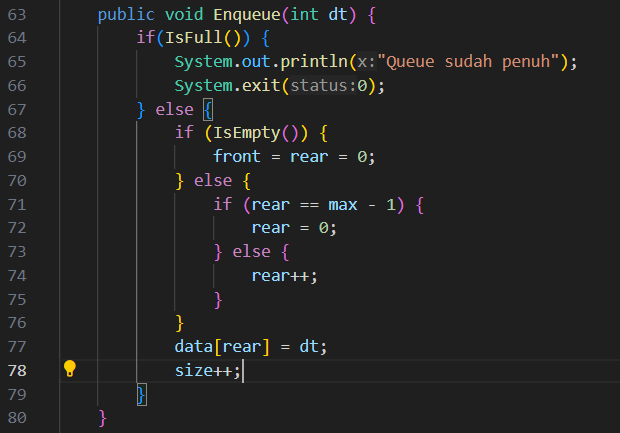 63 public void Enqueue(int dt) {
64 if(IsFull()) {
65 System.out.println(x:"Queue sudah penuh");
66 System.exit(status:0);
67 } else {
68 if (IsEmpty()) {
69 front = rear = 0;
70 } else {
71 if (rear == max - 1) {
72 rear = 0;
73 } else {
74 rear++;
75 }
76 }
77 data[rear] = dt;
78 size++;
79 }
80 }